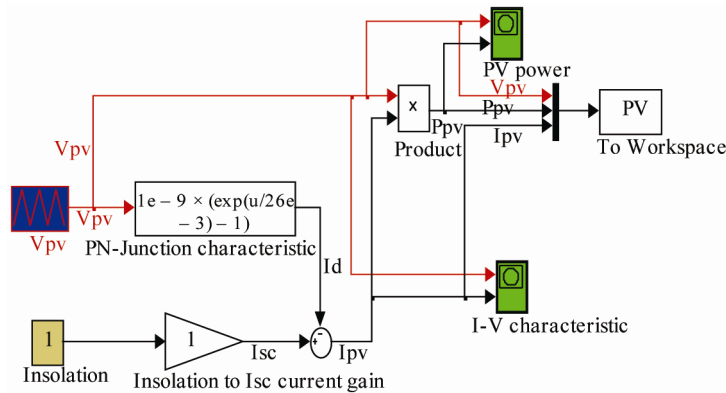 PV power
Vpv
x
Ppv
Ppv
Ipv
PV
Product
To Workspace
Vpv
1e – 9 × (exp(u/26e
– 3) – 1)
Vpv
Vpv
PN-Junction characteristic
Id
I-V characteristic
1
1
Isc
+
-
Ipv
Insolation
Insolation to Isc current gain